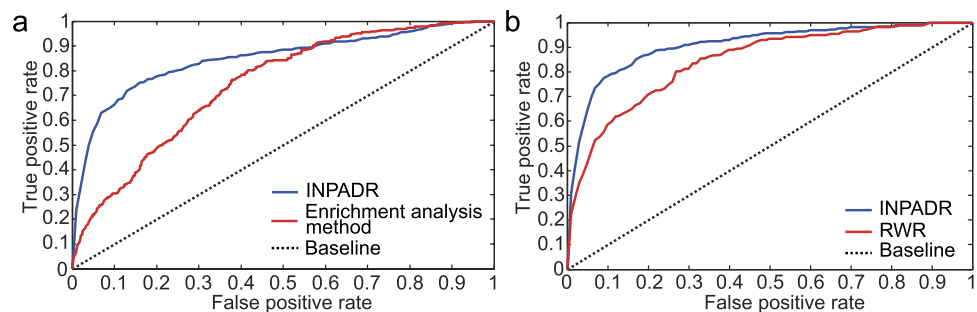 a
True positive rate
1
0.9
0.8
0.7
0.6
0.5
0.4
0.3
0.2
0.1
0
INPADR
Enrichment analysis
method
Baseline
0 0.1 0.2 0.3 0.4 0.5 0.6 0.7 0.8 0.9 1
False positive rate
b
True positive rate
1
0.9
0.8
0.7
0.6
0.5
0.4
0.3
0.2
0.1
0
INPADR
RWR
Baseline
0 0.1 0.2 0.3 0.4 0.5 0.6 0.7 0.8 0.9 1
False positive rate